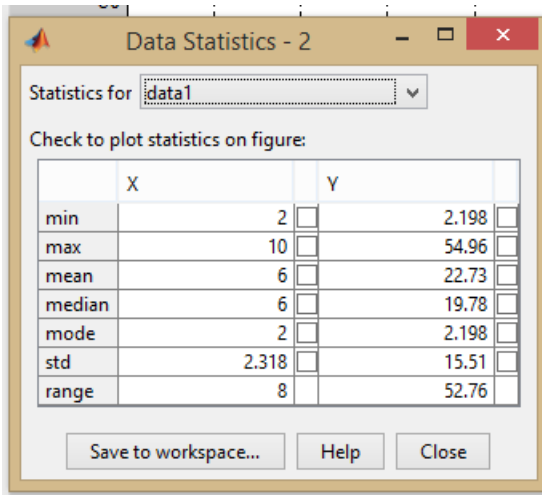 Data Statistics - 2
Statistics for data1
Check to plot statistics on figure:
X Y
min 2 2.198
max 10 54.96
mean 6 22.73
median 6 19.78
mode 2 2.198
std 2.318 15.51
range 8 52.76
Save to workspace... Help Close